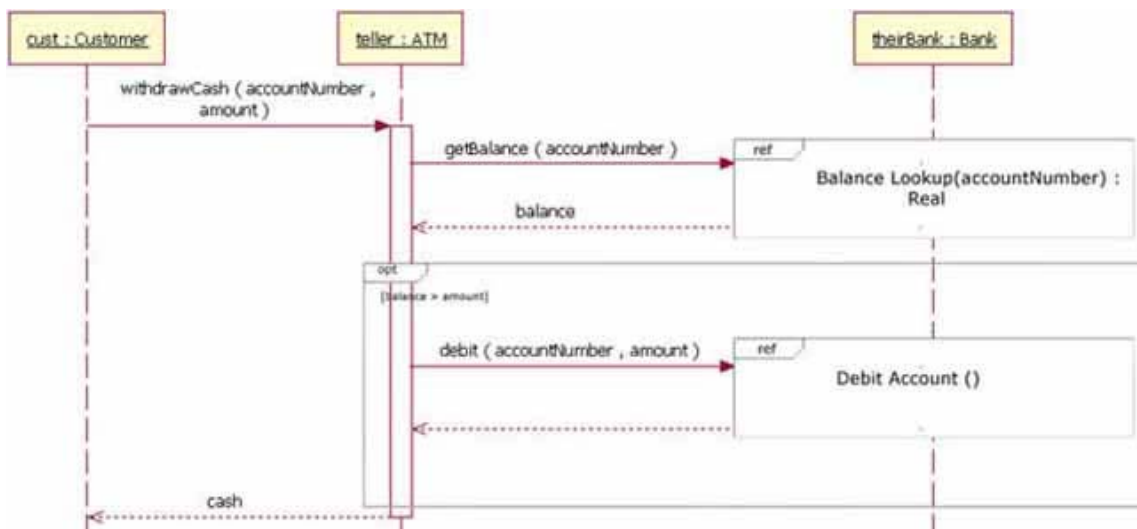 cust : Customer
teller : ATM
theirBank : Bank
withdrawCash ( accountNumber ,
amount )
getBalance ( accountNumber )
ref
Balance Lookup(accountNumber) :
Real
balance
opt
[balance > amount]
debit ( accountNumber , amount )
ref
Debit Account ()
cash